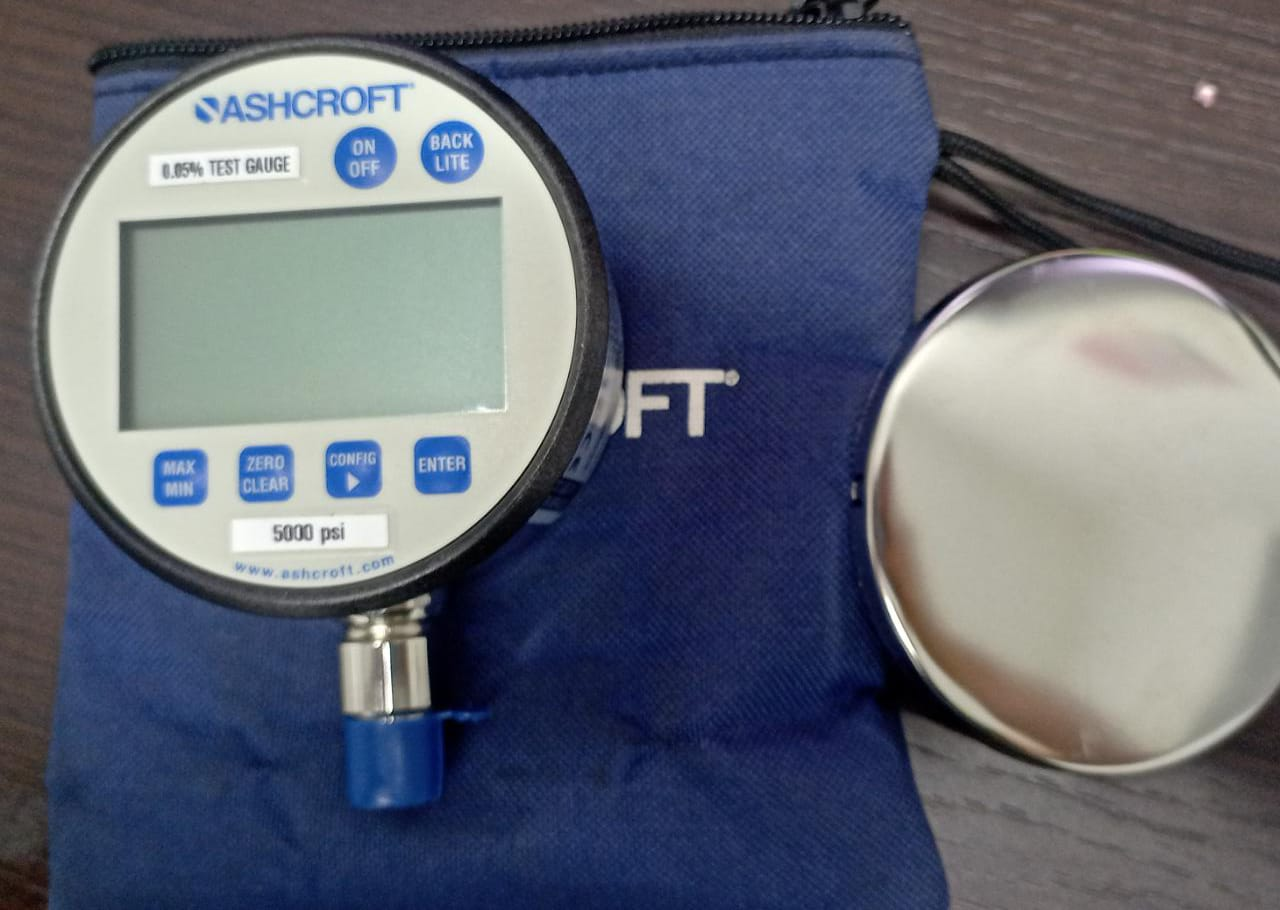 ASHCROFT®
0.05% TEST GAUGE
ON
OFF
BACK
LITE
MAX
MIN
ZERO
CLEAR
CONFIG
ENTER
5000 psi
www.ashcroft.com
OFT®